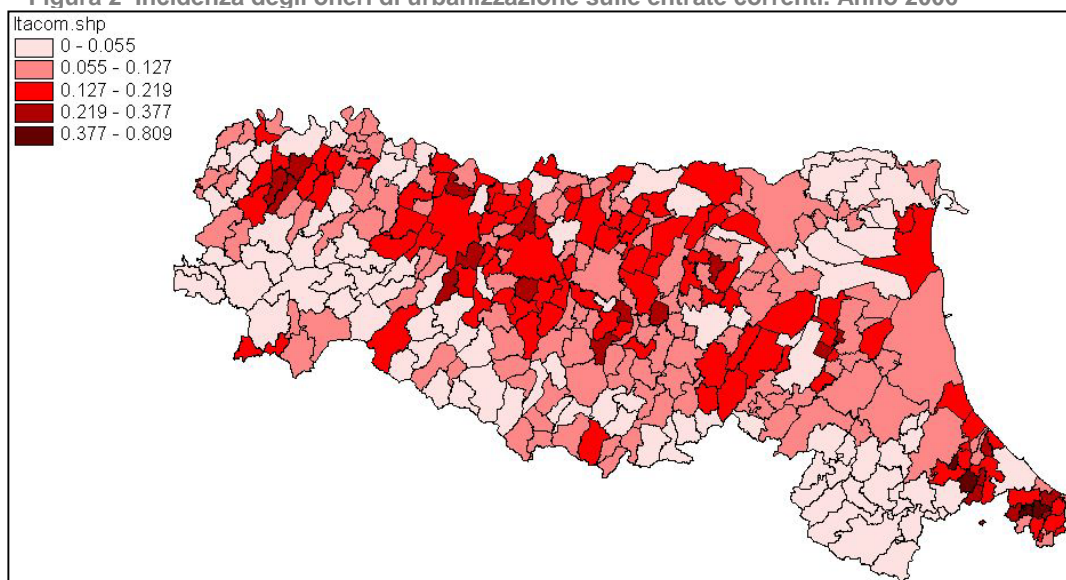 Figura 2 Incidenza degli oneri di urbanizzazione sulle entrate correnti. Anno 2006
Itacom.shp
0 - 0.055
0.055 - 0.127
0.127 - 0.219
0.219 - 0.377
0.377 - 0.809